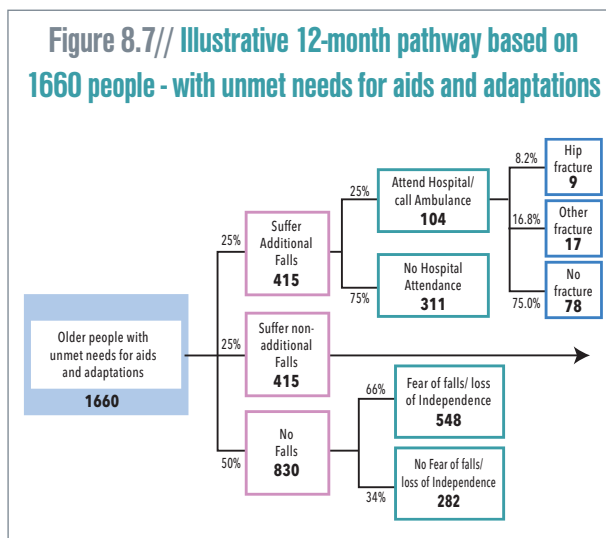 Figure 8.7// Illustrative 12-month pathway based on
1660 people - with unmet needs for aids and adaptations
Older people with
unmet needs for aids
and adaptations
1660
25%
Suffer
Additional
Falls
415
25%
Suffer non-
additional
Falls
415
50%
No
Falls
830
25%
Attend Hospital/
call Ambulance
104
75%
No Hospital
Attendance
311
66%
Fear of falls/ loss
of Independence
548
34%
No Fear of falls/
loss of Independence
282
8.2%
Hip
fracture
9
16.8%
Other
fracture
17
75.0%
No
fracture
78